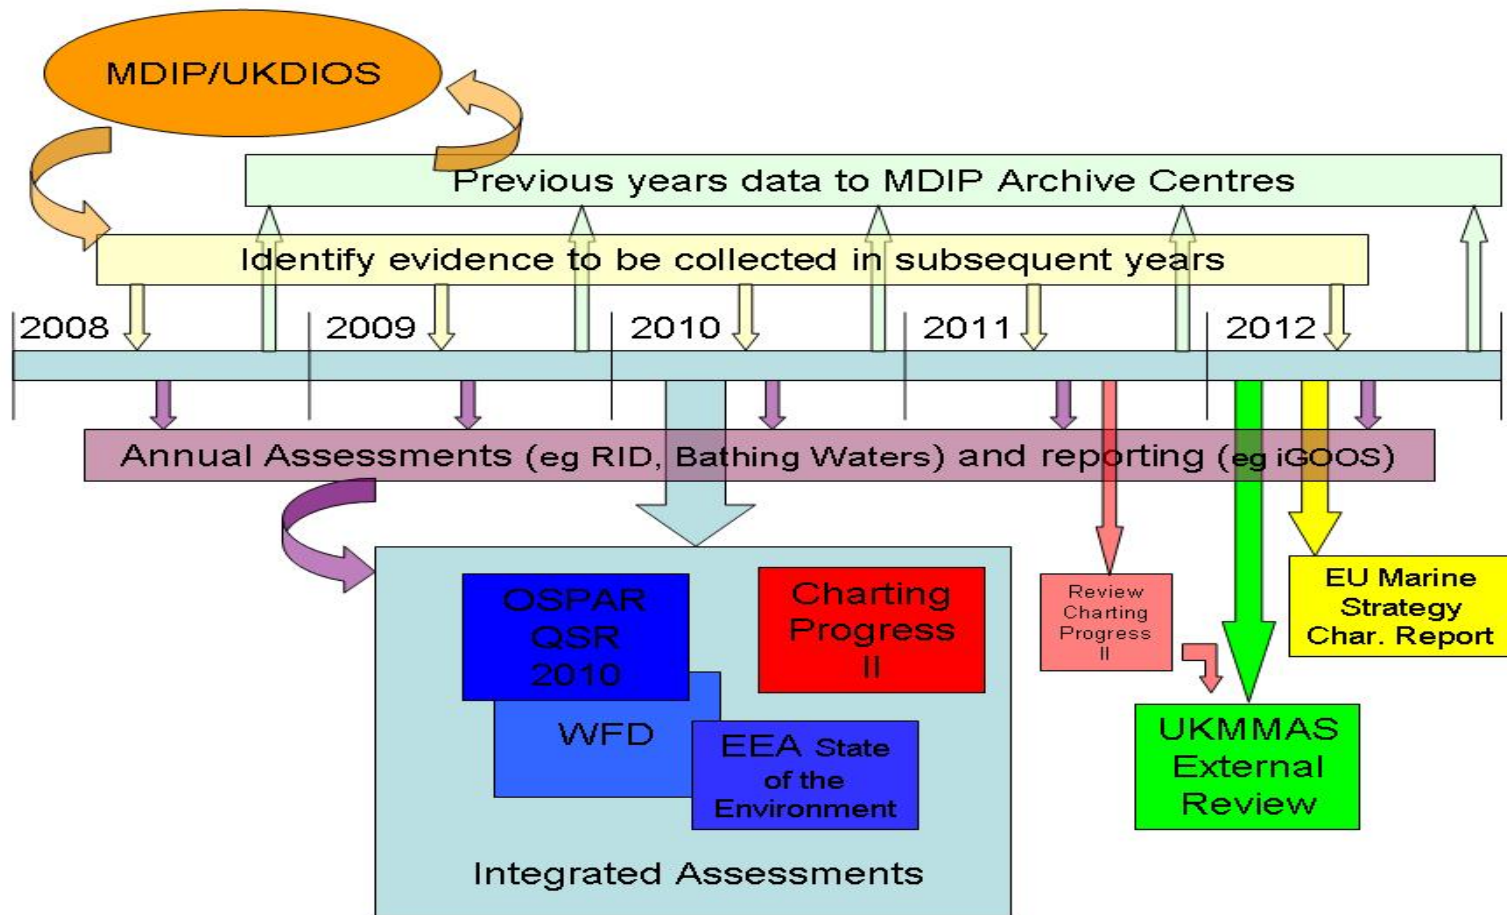 MDIP/UKDIOS
Previous years data to MDIP Archive Centres
Identify evidence to be collected in subsequent years
2008
2009
2010
2011
2012
Annual Assessments (eg RID, Bathing Waters) and reporting (eg iGOOS)
OSPAR
QSR
2010
WFD
EEA State
of the
Environment
Charting
Progress
II
Integrated Assessments
Review
Charting
Progress
II
UKMMAS
External
Review
EU Marine
Strategy
Char. Report